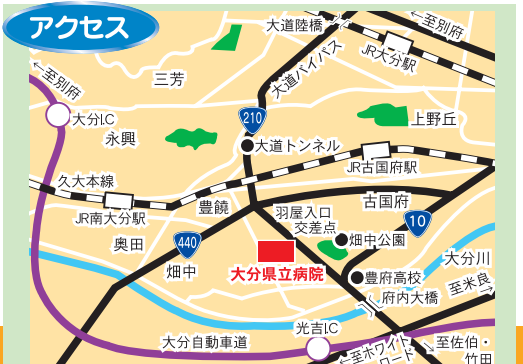 アクセス
大道陸橋
←至別府
JR大分駅
←至別府
三芳
大道バイパス
大分I.C
210
上野丘
永興
大道トンネル
JR古国府駅
久大本線
豊饒
羽屋入口
交差点
古国府
JR南大分駅
10
奥田
440
畑中公園
畑中
大分県立病院
豊府高校
大分川
府内大橋
至米良→
大分自動車道
光吉I.C
←至ホワイト
ロード
至佐伯・
竹田